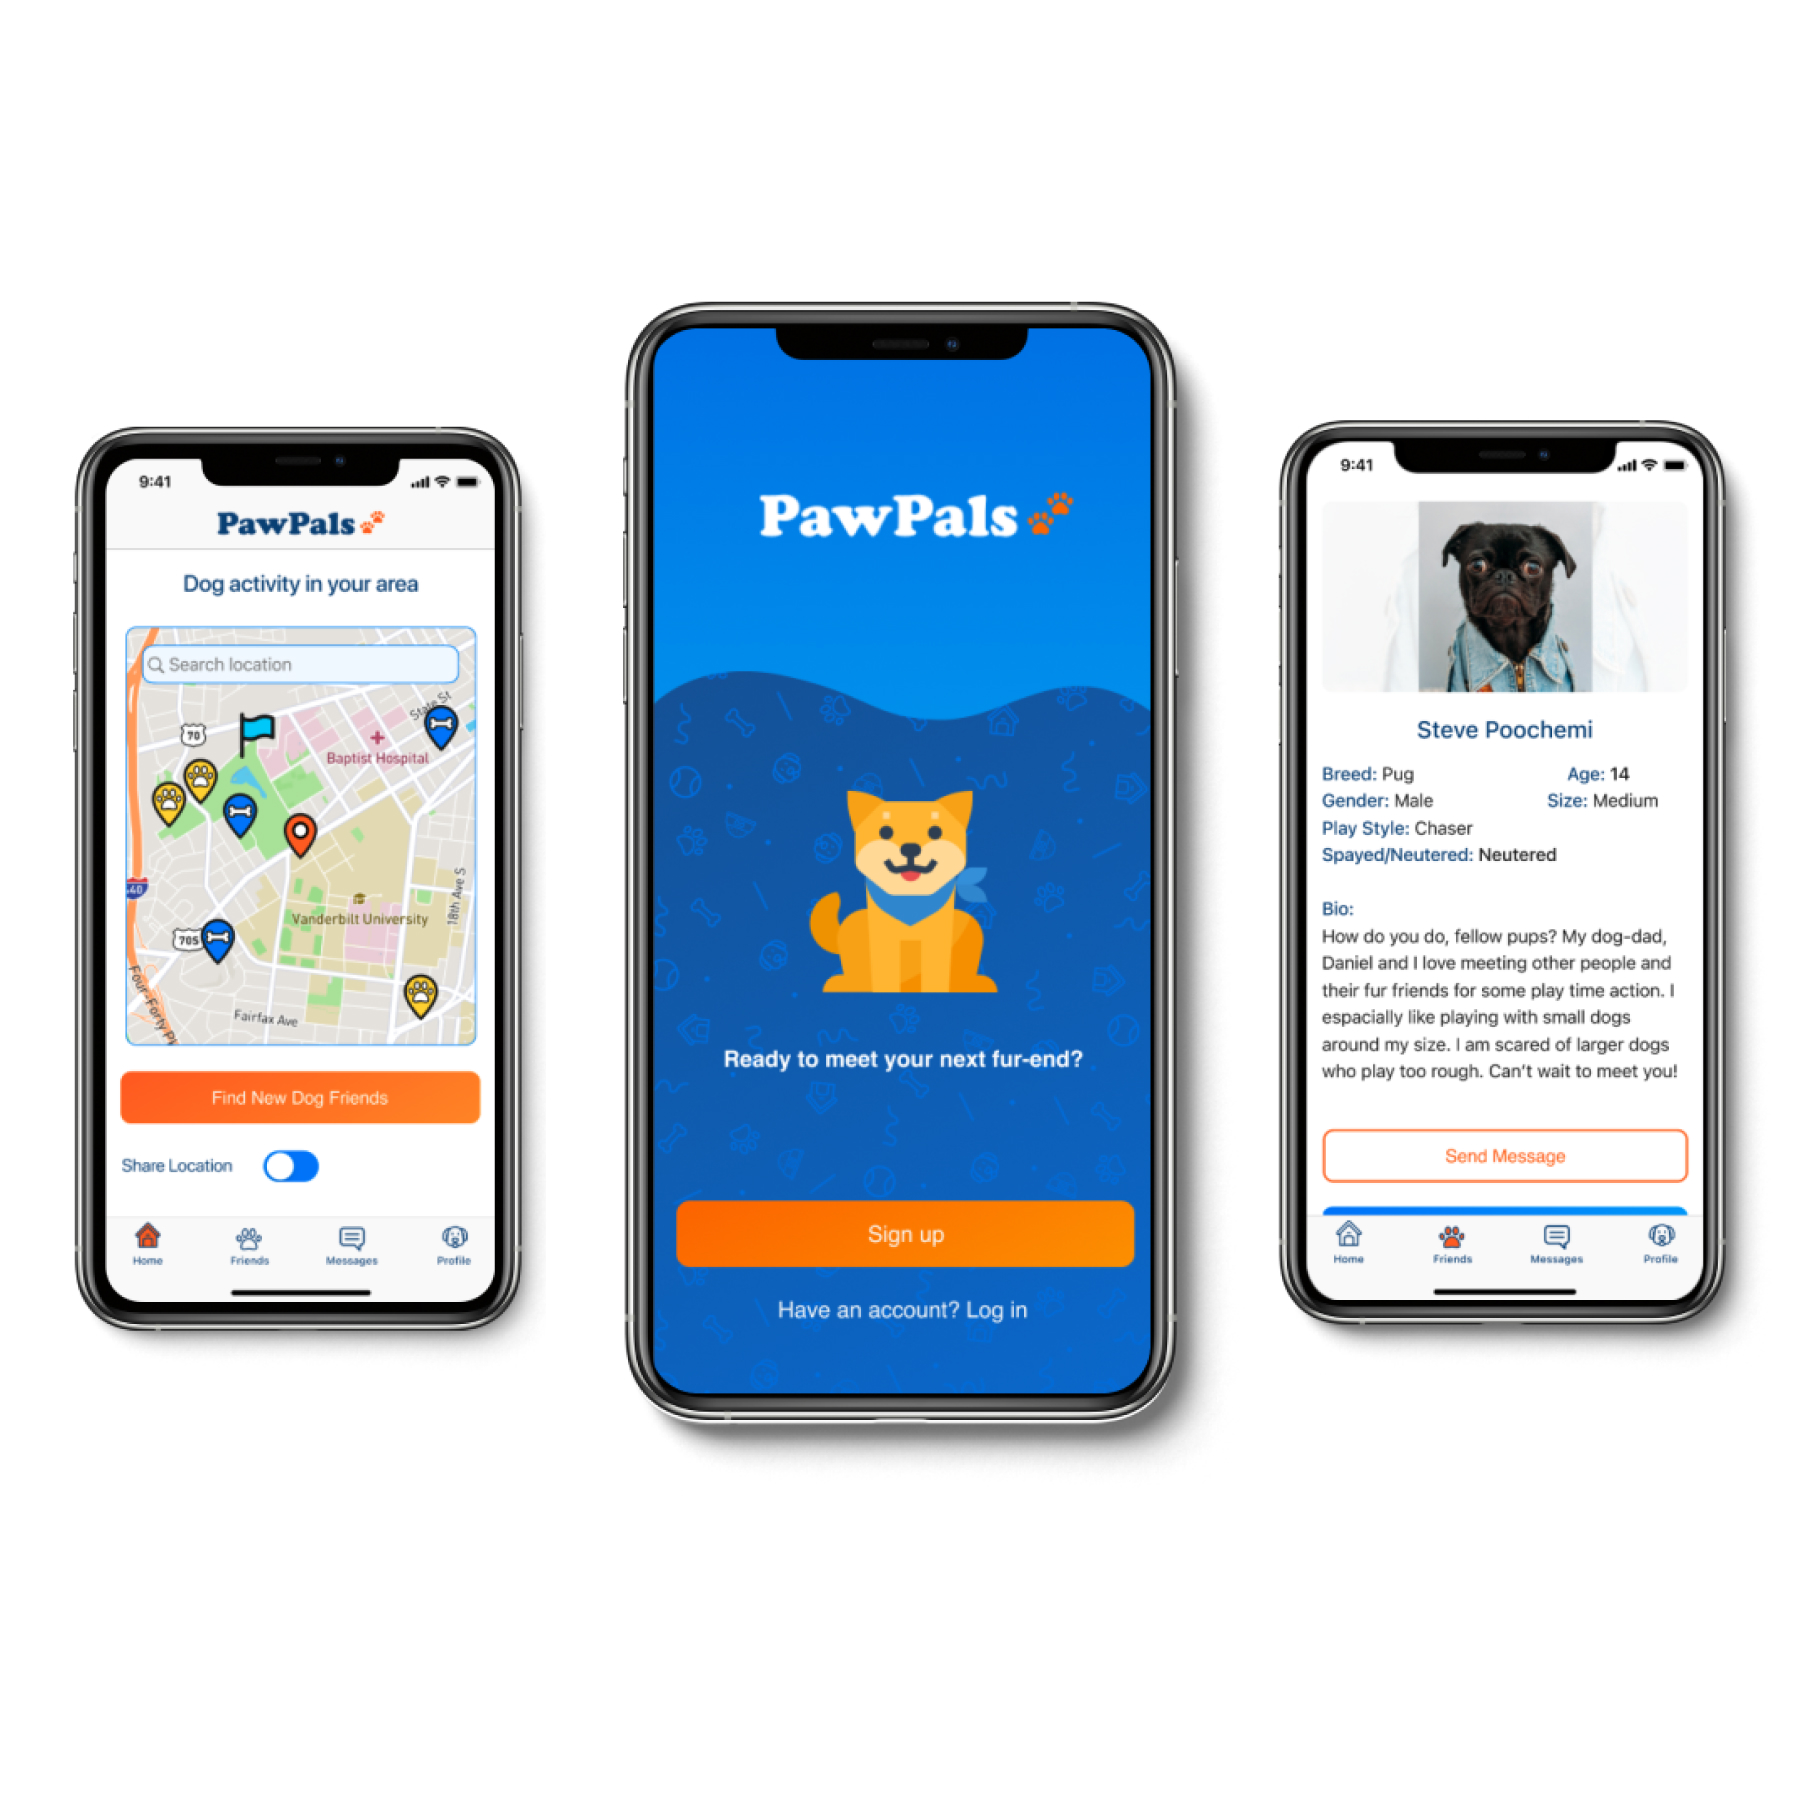 9:41
PawPals
Dog activity in your area
Search location
State St
70
Baptist Hospital
40
18th Ave S
Vanderbilt University
705
Four-Forty Pk
Fairfax Ave
Find New Dog Friends
Share Location
Home
Friends
Messages
Profile
PawPals
Ready to meet your next fur-end?
Sign up
Have an account? Log in
9:41
Steve Poochemi
Breed: Pug Age: 14
Gender: Male Size: Medium
Play Style: Chaser
Spayed/Neutered: Neutered
Bio:
How do you do, fellow pups? My dog-dad,
Daniel and I love meeting other people and
their fur friends for some play time action. I
espacially like playing with small dogs
around my size. I am scared of larger dogs
who play too rough. Can't wait to meet you!
Send Message
Home
Friends
Messages
Profile